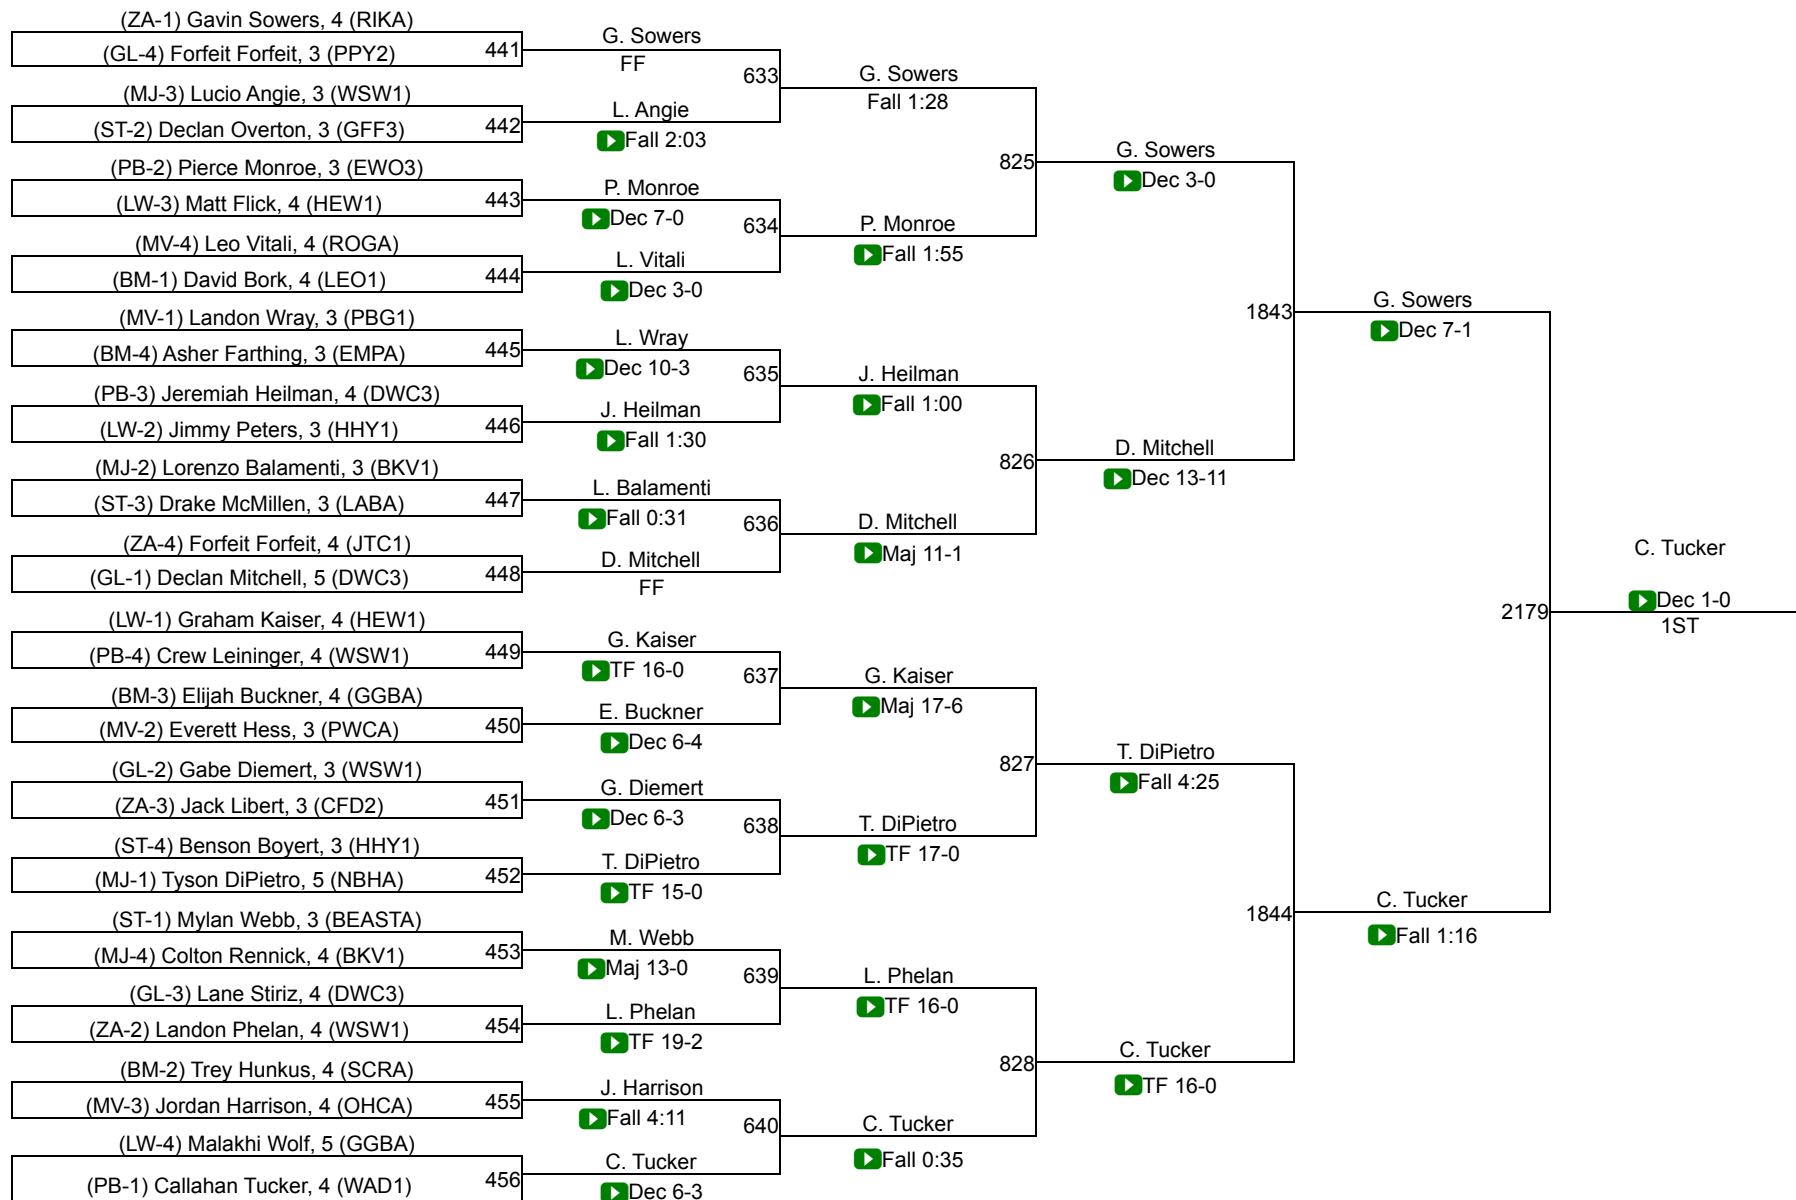 (ZA-1) Gavin Sowers, 4 (RIKA)
(GL-4) Forfeit Forfeit, 3 (PPY2)
441
(MJ-3) Lucio Angie, 3 (WSW1)
(ST-2) Declan Overton, 3 (GFF3)
442
(PB-2) Pierce Monroe, 3 (EWO3)
(LW-3) Matt Flick, 4 (HEW1)
443
(MV-4) Leo Vitali, 4 (ROGA)
(BM-1) David Bork, 4 (LEO1)
444
(MV-1) Landon Wray, 3 (PBG1)
(BM-4) Asher Farthing, 3 (EMPA)
445
(PB-3) Jeremiah Heilman, 4 (DWC3)
(LW-2) Jimmy Peters, 3 (HHY1)
446
(MJ-2) Lorenzo Balamenti, 3 (BKV1)
(ST-3) Drake McMillen, 3 (LABA)
447
(ZA-4) Forfeit Forfeit, 4 (JTC1)
(GL-1) Declan Mitchell, 5 (DWC3)
448
(LW-1) Graham Kaiser, 4 (HEW1)
(PB-4) Crew Leininger, 4 (WSW1)
449
(BM-3) Elijah Buckner, 4 (GGBA)
(MV-2) Everett Hess, 3 (PWCA)
450
(GL-2) Gabe Diemert, 3 (WSW1)
(ZA-3) Jack Libert, 3 (CFD2)
451
(ST-4) Benson Boyert, 3 (HHY1)
(MJ-1) Tyson DiPietro, 5 (NBHA)
452
(ST-1) Mylan Webb, 3 (BEASTA)
(MJ-4) Colton Rennick, 4 (BKV1)
453
(GL-3) Lane Stiriz, 4 (DWC3)
(ZA-2) Landon Phelan, 4 (WSW1)
454
(BM-2) Trey Hunkus, 4 (SCRA)
(MV-3) Jordan Harrison, 4 (OHCA)
455
(LW-4) Malakhi Wolf, 5 (GGBA)
(PB-1) Callahan Tucker, 4 (WAD1)
456
G. Sowers
FF
633
L. Angie
Fall 2:03
P. Monroe
Dec 7-0
634
L. Vitali
Dec 3-0
L. Wray
Dec 10-3
635
J. Heilman
Fall 1:30
L. Balamenti
Fall 0:31
636
D. Mitchell
FF
G. Kaiser
TF 16-0
637
E. Buckner
Dec 6-4
G. Diemert
Dec 6-3
638
T. DiPietro
TF 15-0
M. Webb
Maj 13-0
639
L. Phelan
TF 19-2
J. Harrison
Fall 4:11
640
C. Tucker
Dec 6-3
G. Sowers
Fall 1:28
825
P. Monroe
Fall 1:55
J. Heilman
Fall 1:00
826
D. Mitchell
Maj 11-1
G. Kaiser
Maj 17-6
827
T. DiPietro
TF 17-0
L. Phelan
TF 16-0
828
C. Tucker
Fall 0:35
G. Sowers
Dec 3-0
1843
D. Mitchell
Dec 13-11
T. DiPietro
Fall 4:25
1844
C. Tucker
TF 16-0
G. Sowers
Dec 7-1
2179
C. Tucker
Fall 1:16
C. Tucker
Dec 1-0
1ST